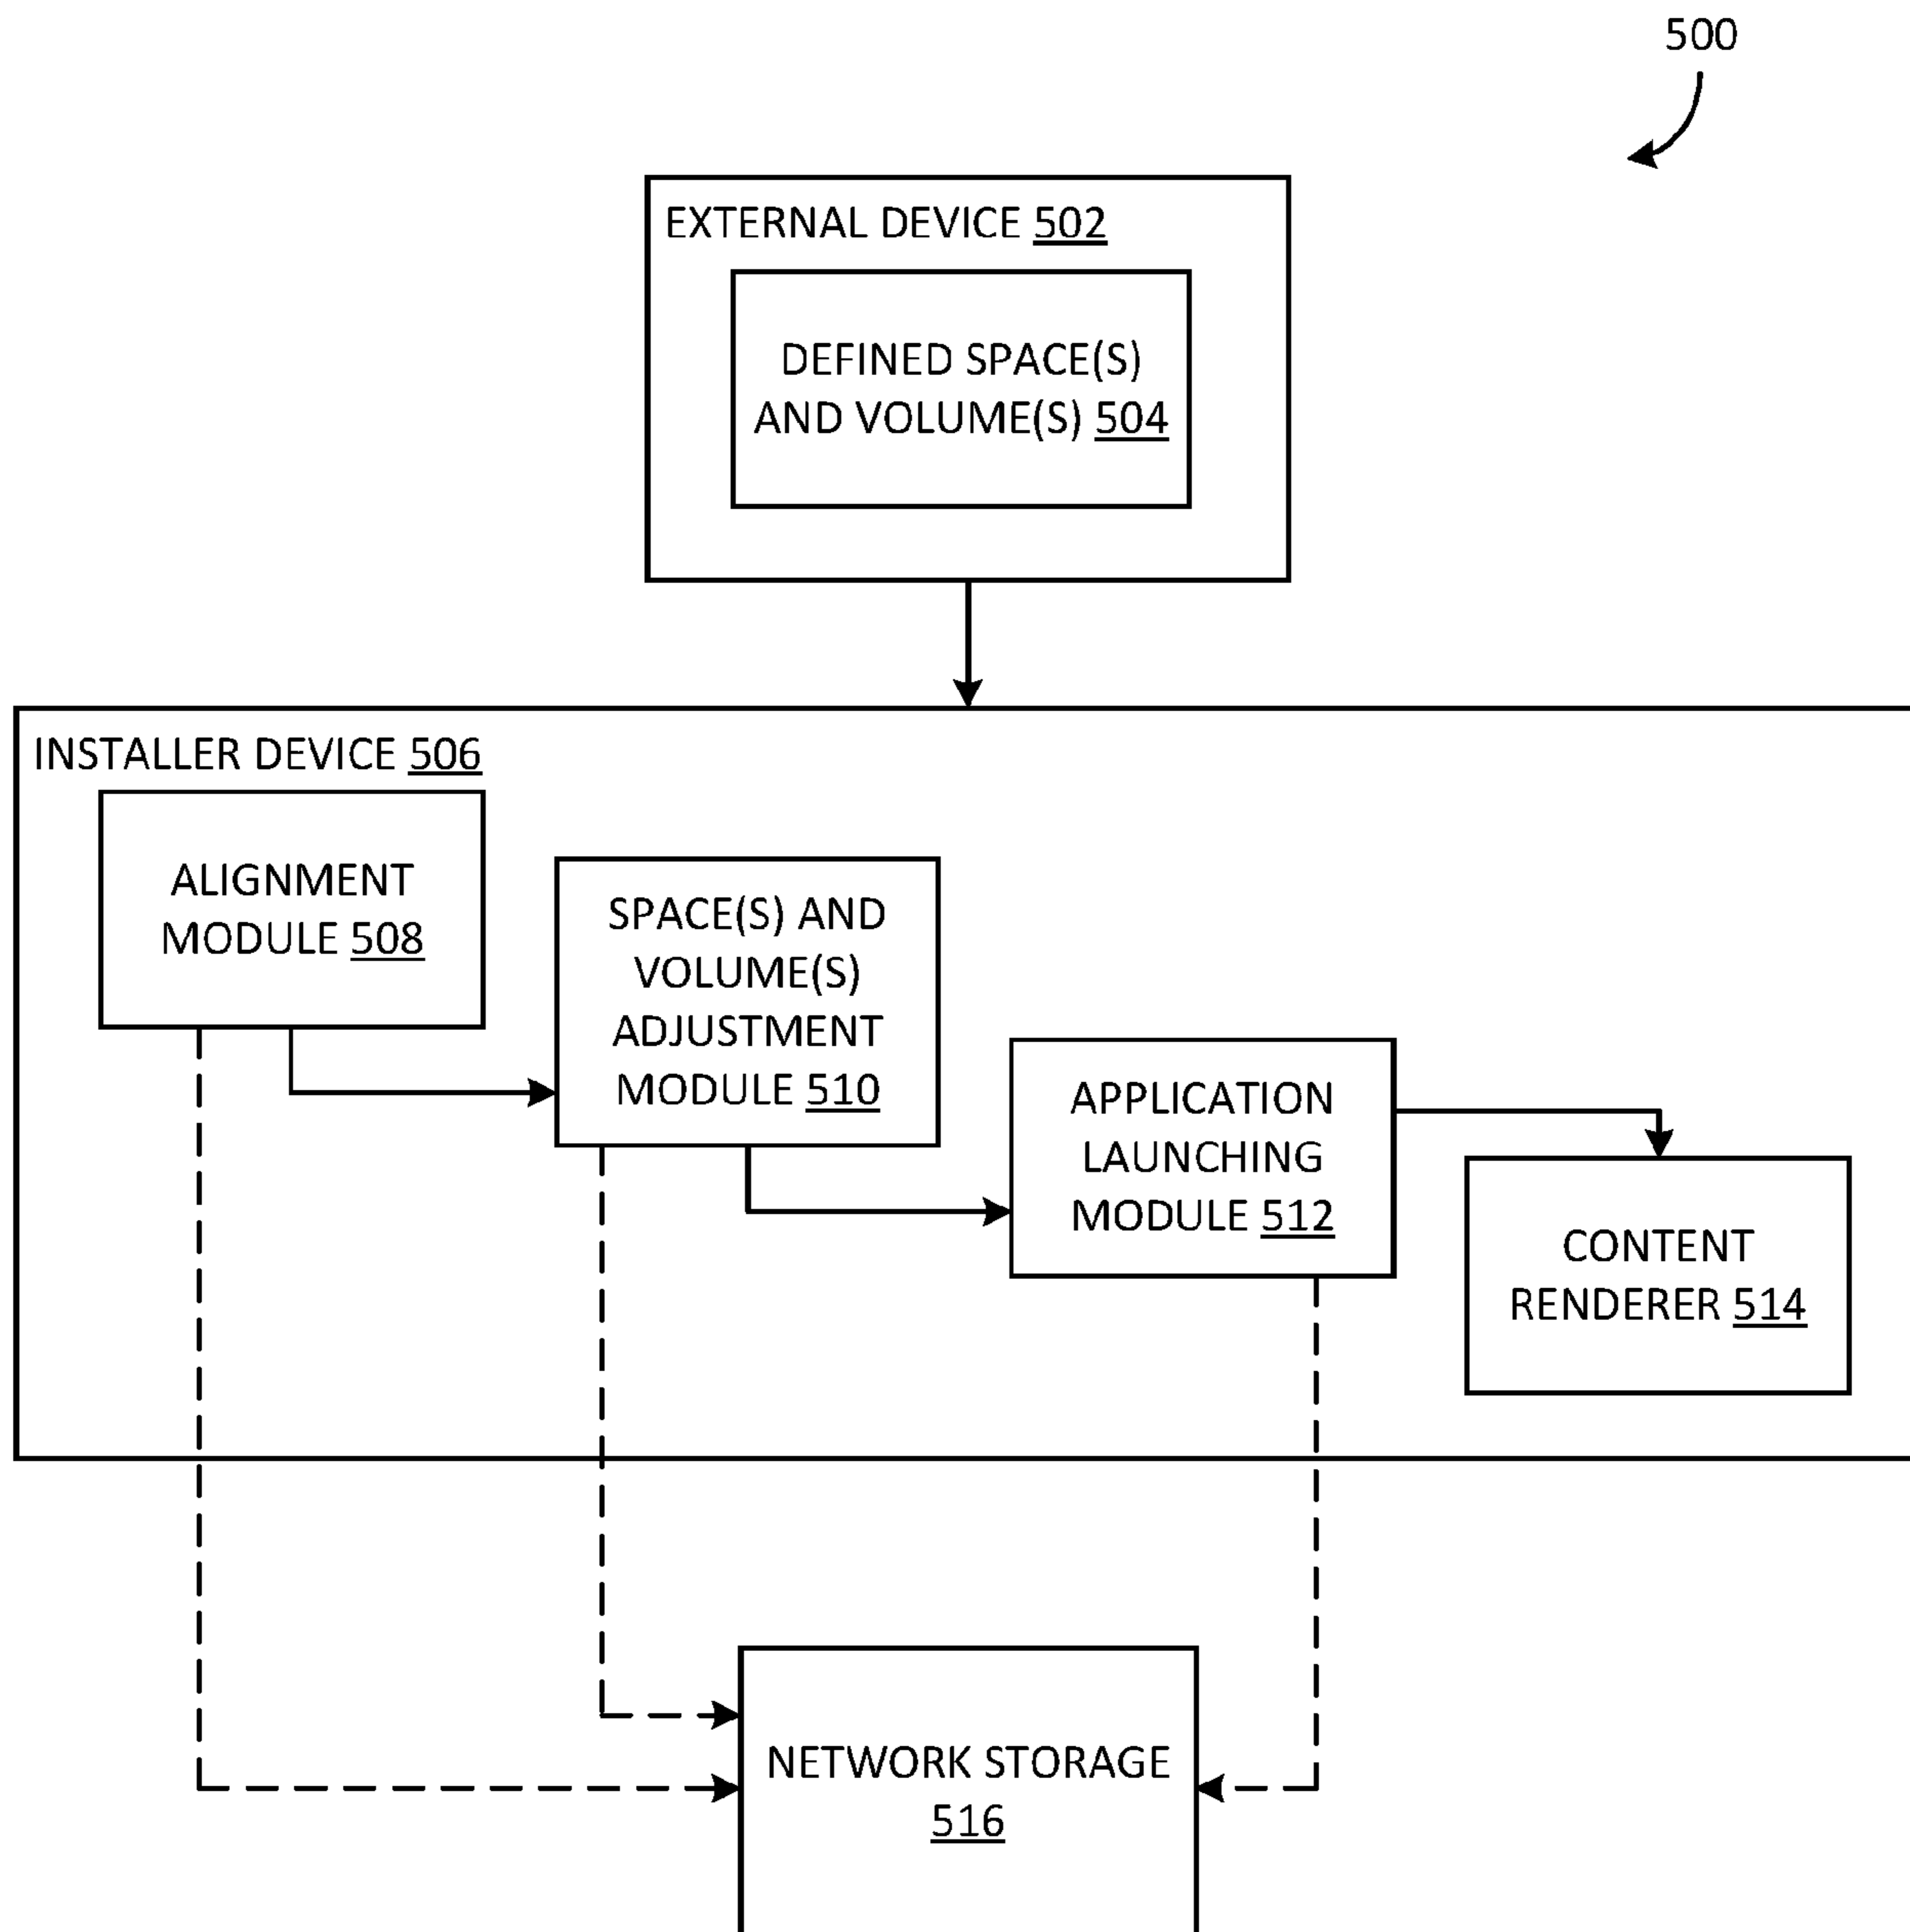 500
EXTERNAL DEVICE 502
DEFINED SPACE(S)
AND VOLUME(S) 504
INSTALLER DEVICE 506
ALIGNMENT
MODULE 508
SPACE(S) AND
VOLUME(S)
ADJUSTMENT
MODULE 510
APPLICATION
LAUNCHING
MODULE 512
CONTENT
RENDERER 514
NETWORK STORAGE
516